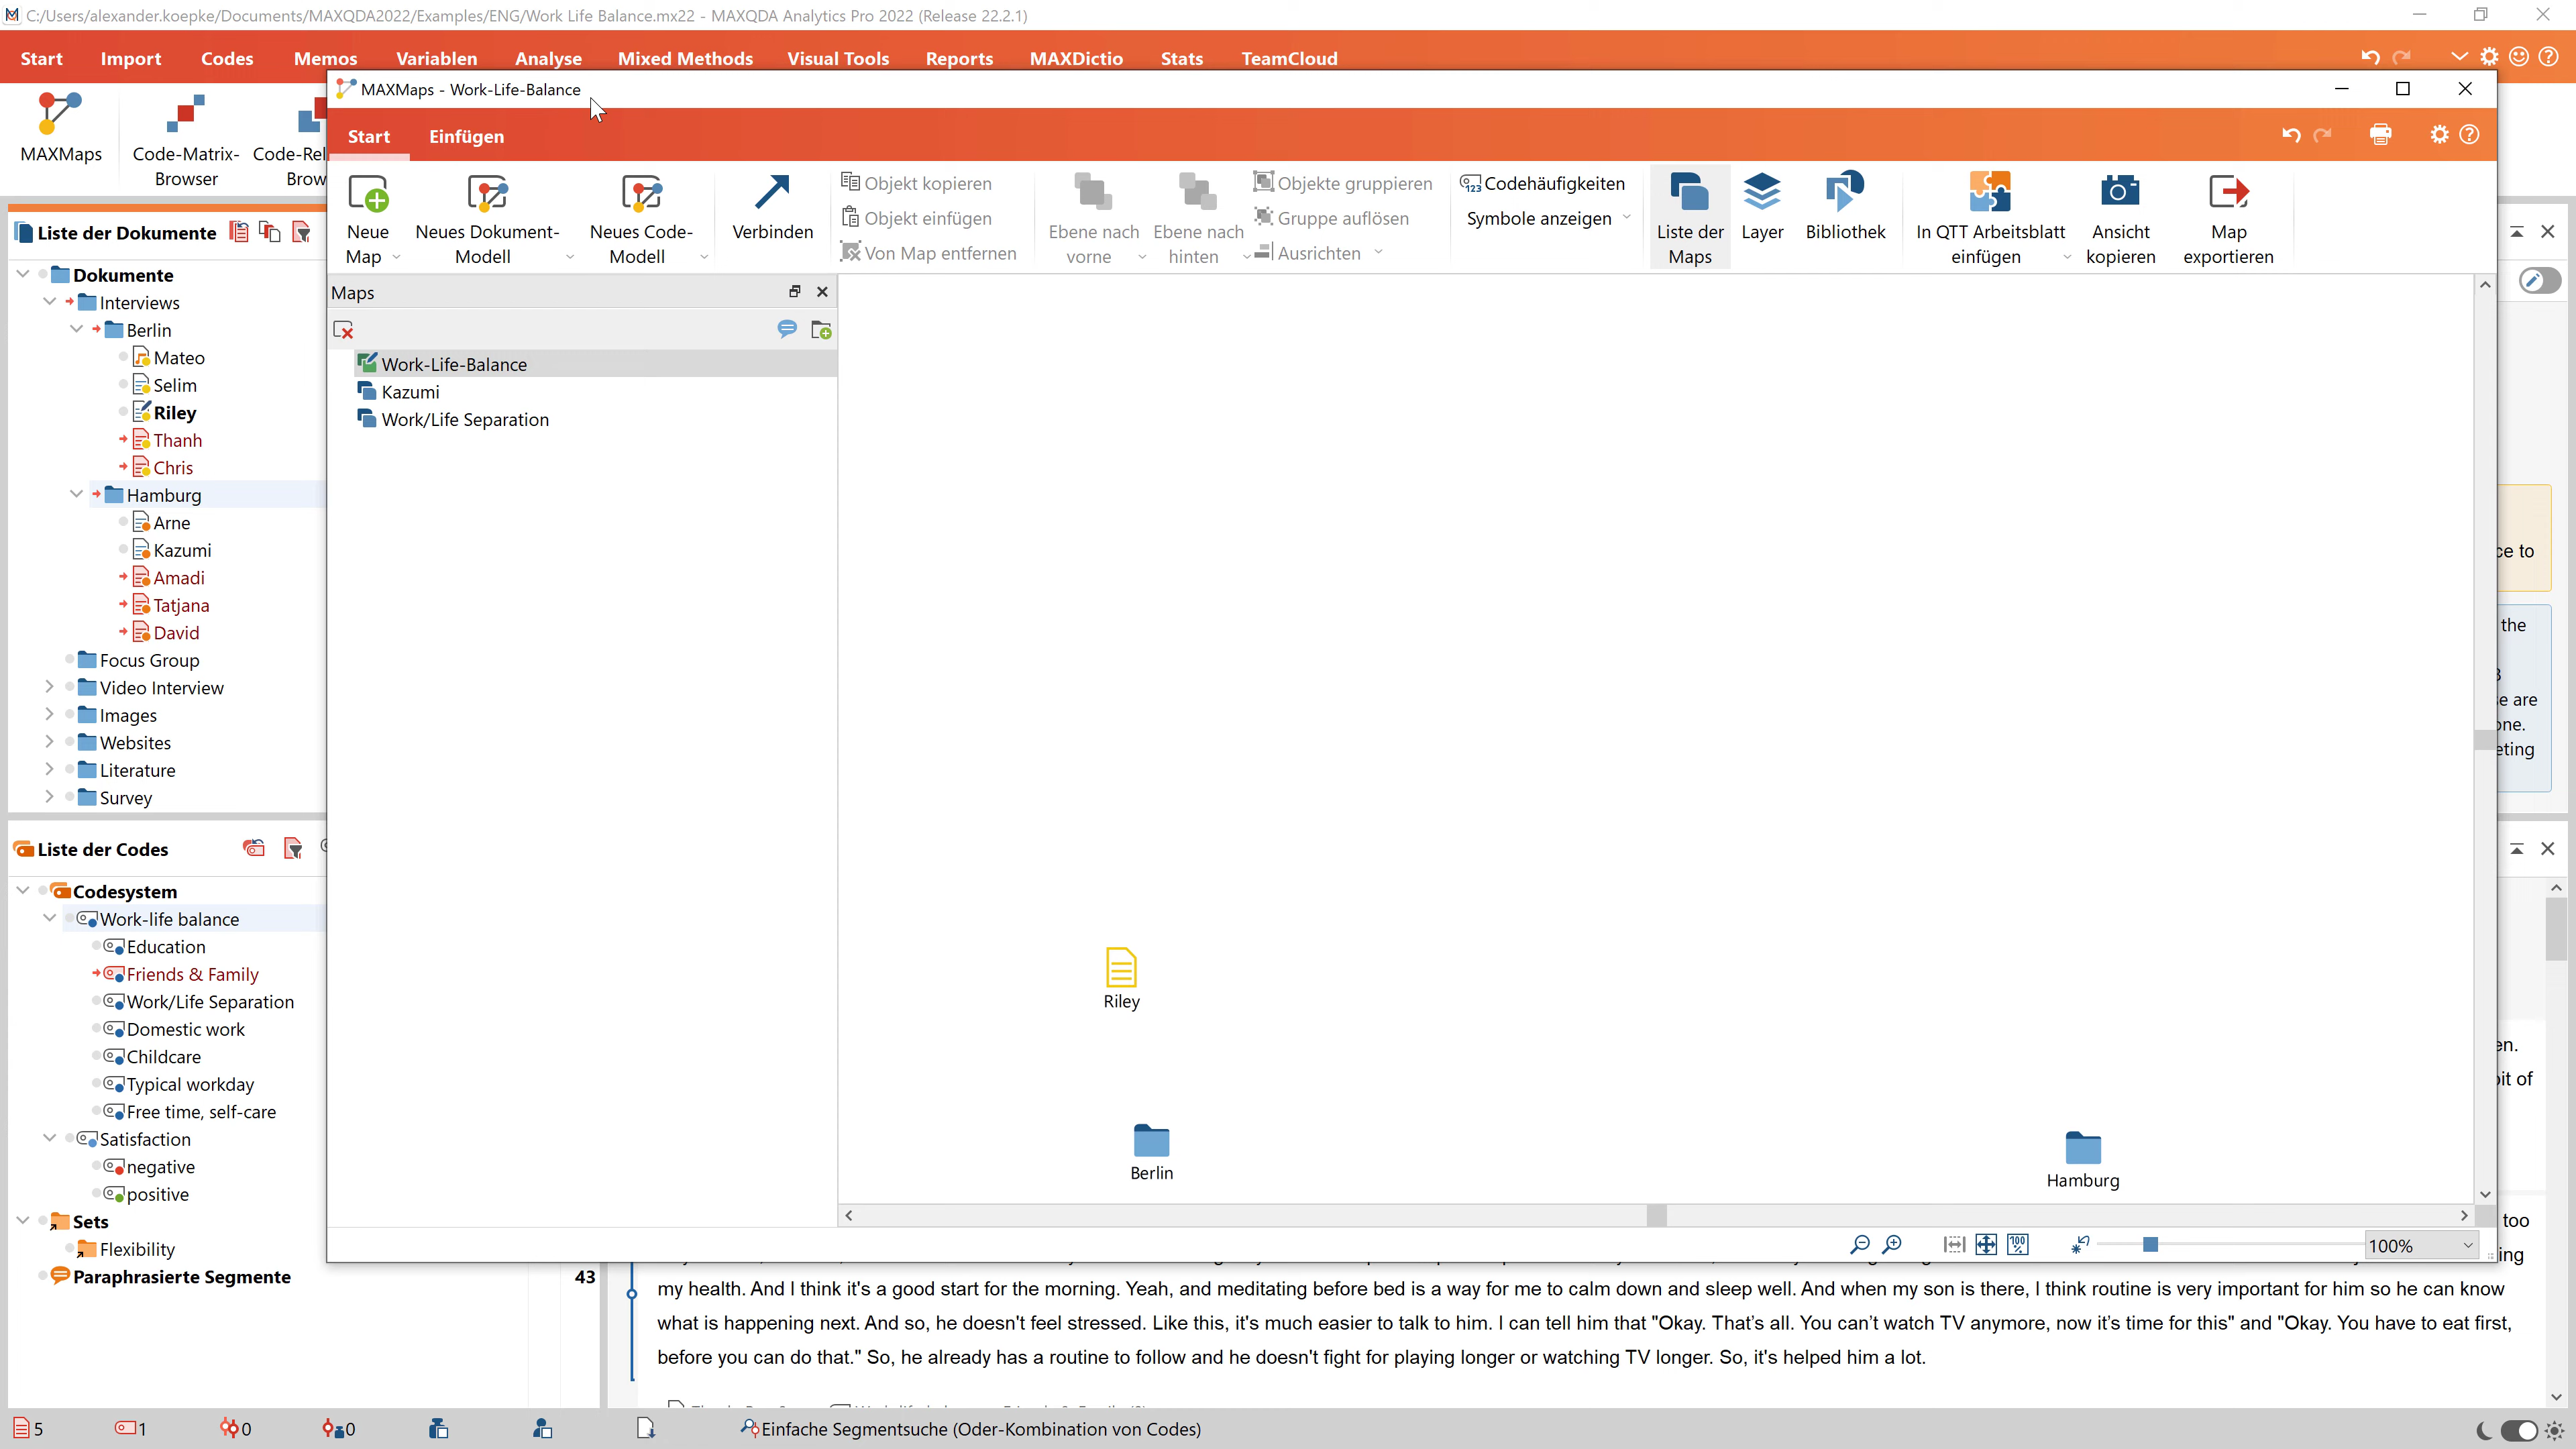 C:/Users/alexander.koepke/Documents/MAXQDA2022/Examples/ENG/Work Life Balance.mx22 - MAXQDA Analytics Pro 2022 (Release 22.2.1)
Start Import Codes Memos Variablen Analyse Mixed Methods Visual Tools Reports MAXDictio Stats TeamCloud
MAXMaps - Work-Life-Balance
Start Einfügen
MAXMaps
Code-Matrix-
Browser
Neue
Map
Neues Dokument-
Modell
Neues Code-
Modell
Verbinden
Objekt kopieren
Objekt einfügen
Von Map entfernen
Ebene nach
vorne
Ebene nach
hinten
Objekte gruppieren
Gruppe auflösen
Ausrichten
Codehäufigkeiten
Symbole anzeigen
Liste der
Maps
Layer
Bibliothek
In QTT Arbeitsblatt
einfügen
Ansicht
kopieren
Map
exportieren
Liste der Dokumente
Dokumente
Interviews
Berlin
Mateo
Selim
Riley
Thanh
Chris
Hamburg
Arne
Kazumi
Amadi
Tatjana
David
Focus Group
Video Interview
Images
Websites
Literature
Survey
Maps
Work-Life-Balance
Kazumi
Work/Life Separation
Riley
Berlin
Hamburg
100%
to
the
are
too
of
Liste der Codes
Codesystem
Work-life balance
Education
Friends & Family
Work/Life Separation
Domestic work
Childcare
Typical workday
Free time, self-care
Satisfaction
negative
positive
Sets
Flexibility
Paraphrasierte Segmente 43
my health. And I think it's a good start for the morning. Yeah, and meditating before bed is a way for me to calm down and sleep well. And when my son is there, I think routine is very important for him so he can know
what is happening next. And so, he doesn't feel stressed. Like this, it's much easier to talk to him. I can tell him that "Okay. That's all. You can't watch TV anymore, now it's time for this" and "Okay. You have to eat first,
before you can do that." So, he already has a routine to follow and he doesn't fight for playing longer or watching TV longer. So, it's helped him a lot.
5 1 0 0 Einfache Segmentsuche (Oder-Kombination von Codes)